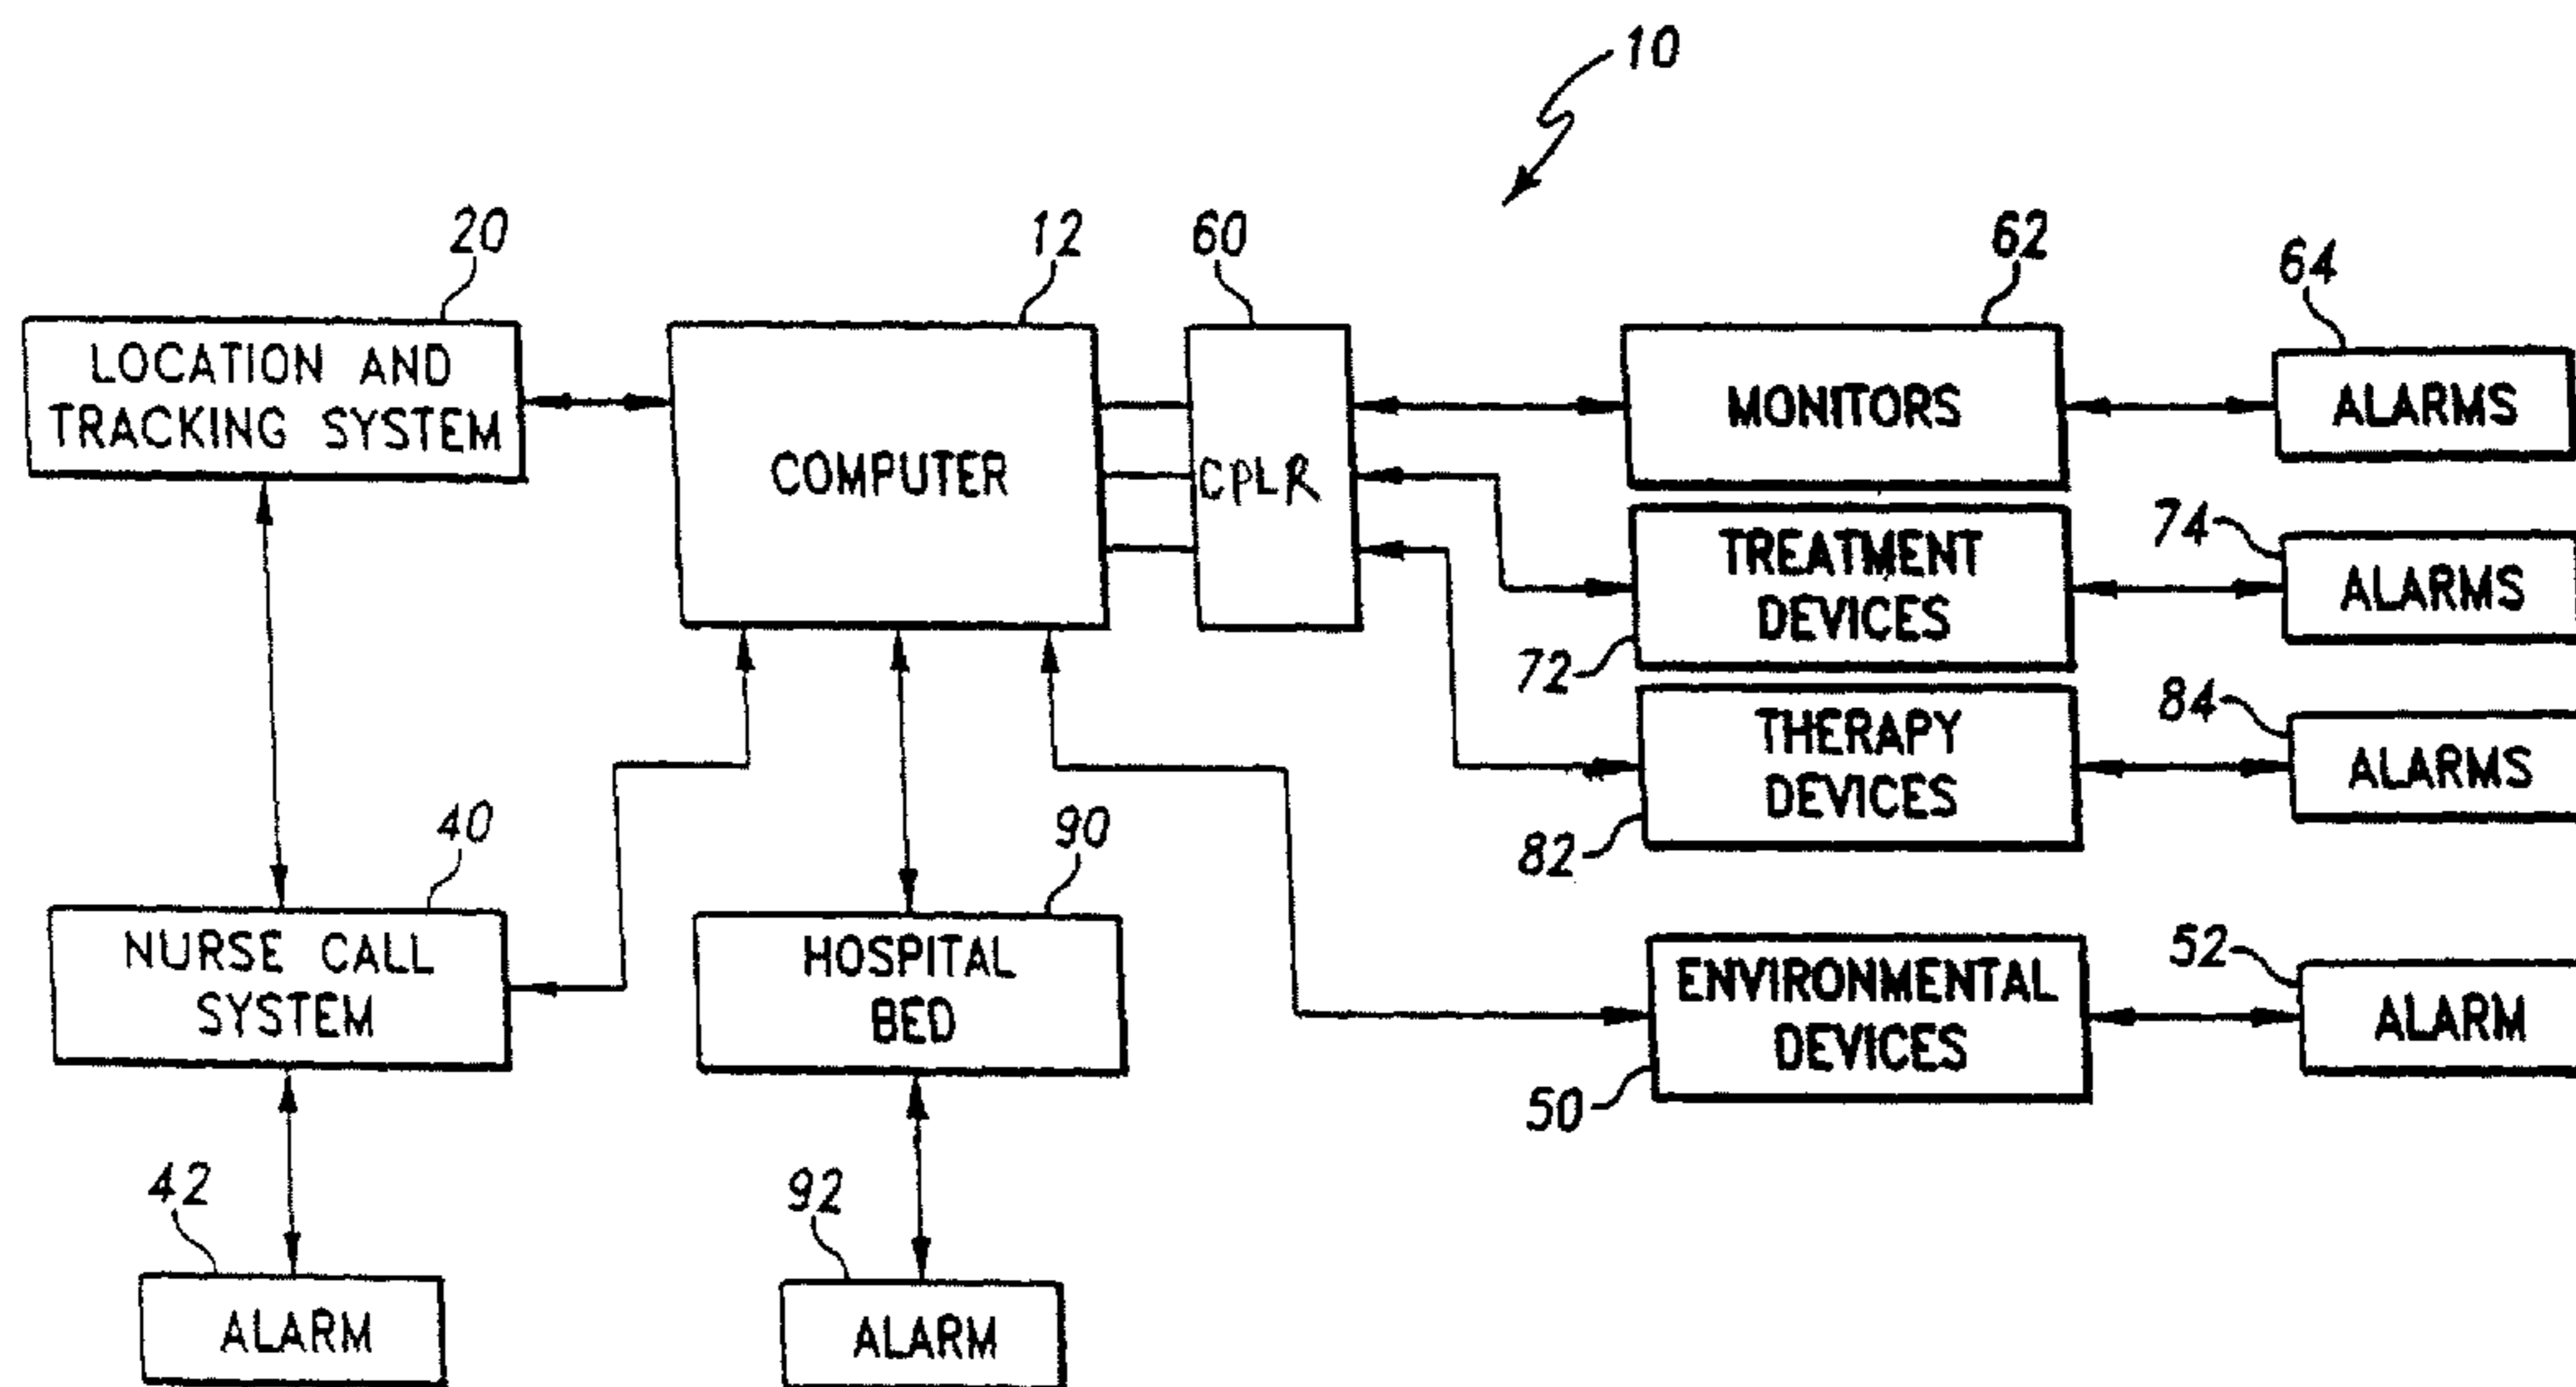 10
20
12
60
62
64
LOCATION AND
TRACKING SYSTEM
COMPUTER
CPLR
MONITORS
ALARMS
74
TREATMENT
DEVICES
ALARMS
72
84
THERAPY
DEVICES
ALARMS
82
40
90
NURSE CALL
SYSTEM
HOSPITAL
BED
52
ENVIRONMENTAL
DEVICES
ALARM
50
42
92
ALARM
ALARM